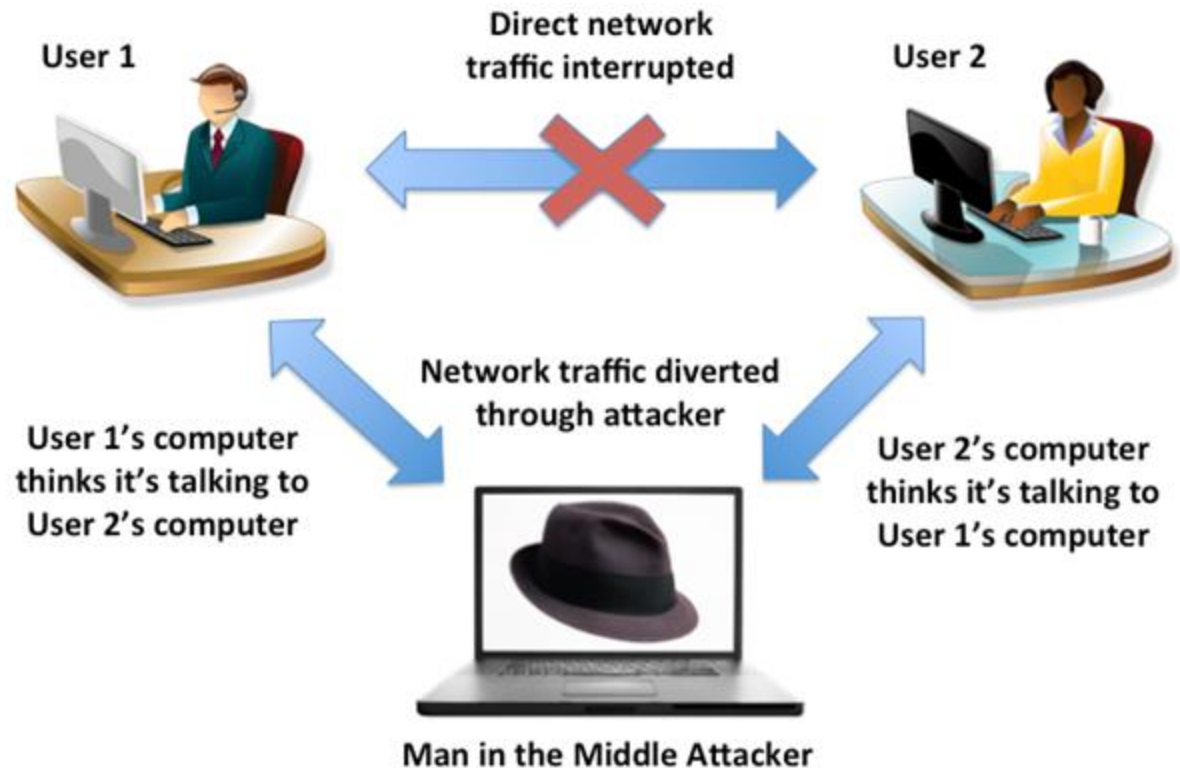 User 1
Direct network
traffic interrupted
User 2
Network traffic diverted
through attacker
User 1's computer
thinks it's talking to
User 2's computer
User 2's computer
thinks it's talking to
User 1's computer
Man in the Middle Attacker